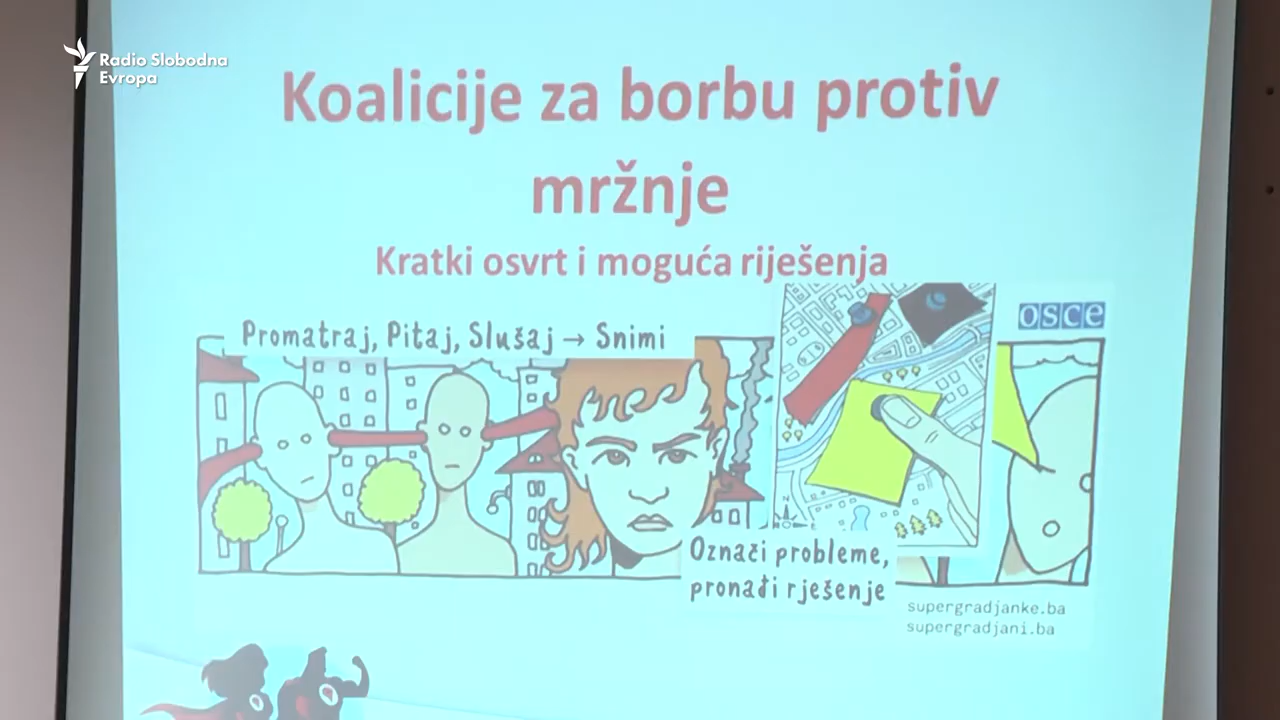 Radio Slobodna
Evropa
Koalicije za borbu protiv
mržnje
Kratki osvrt i moguća riješenja
Promatraj, Pitaj, Slušaj → Snimi
osce
Označi probleme,
pronađi rješenje
supergradjanke.ba
supergradjani.ba